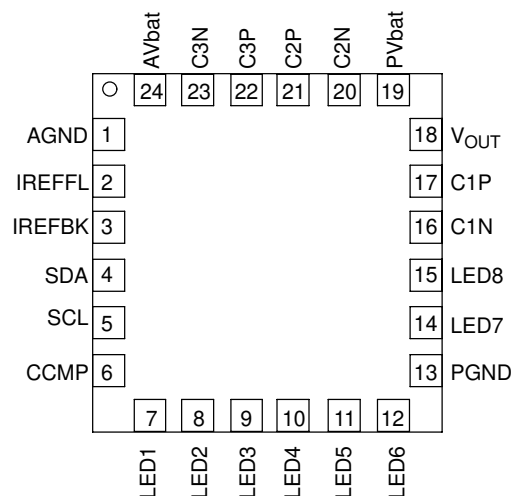 AVbat C3N C3P C2P C2N PVbat
24 23 22 21 20 19
AGND 1 18 VOUT
IREFFL 2 17 C1P
IREFBK 3 16 C1N
SDA 4 15 LED8
SCL 5 14 LED7
CCMP 6 13 PGND
7 8 9 10 11 12
LED1 LED2 LED3 LED4 LED5 LED6